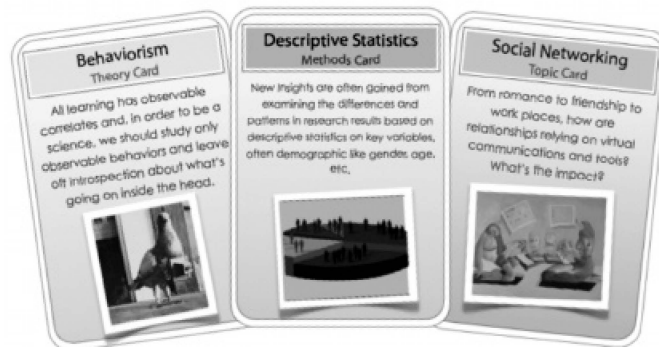 Behaviorism
Theory Card
All learning has observable
correlates and, in order to be a
science, we should study only
observable behaviors and leave
off introspection about what's
going on inside the head.
Descriptive Statistics
Methods Card
New insights are often gained from
examining the differences and
patterns in research results based on
descriptive statistics on key variables,
often demographic like gender, age,
etc.
Social Networking
Topic Card
From romance to friendship to
work places, how are
relationships relying on virtual
communications and tools?
What's the impact?